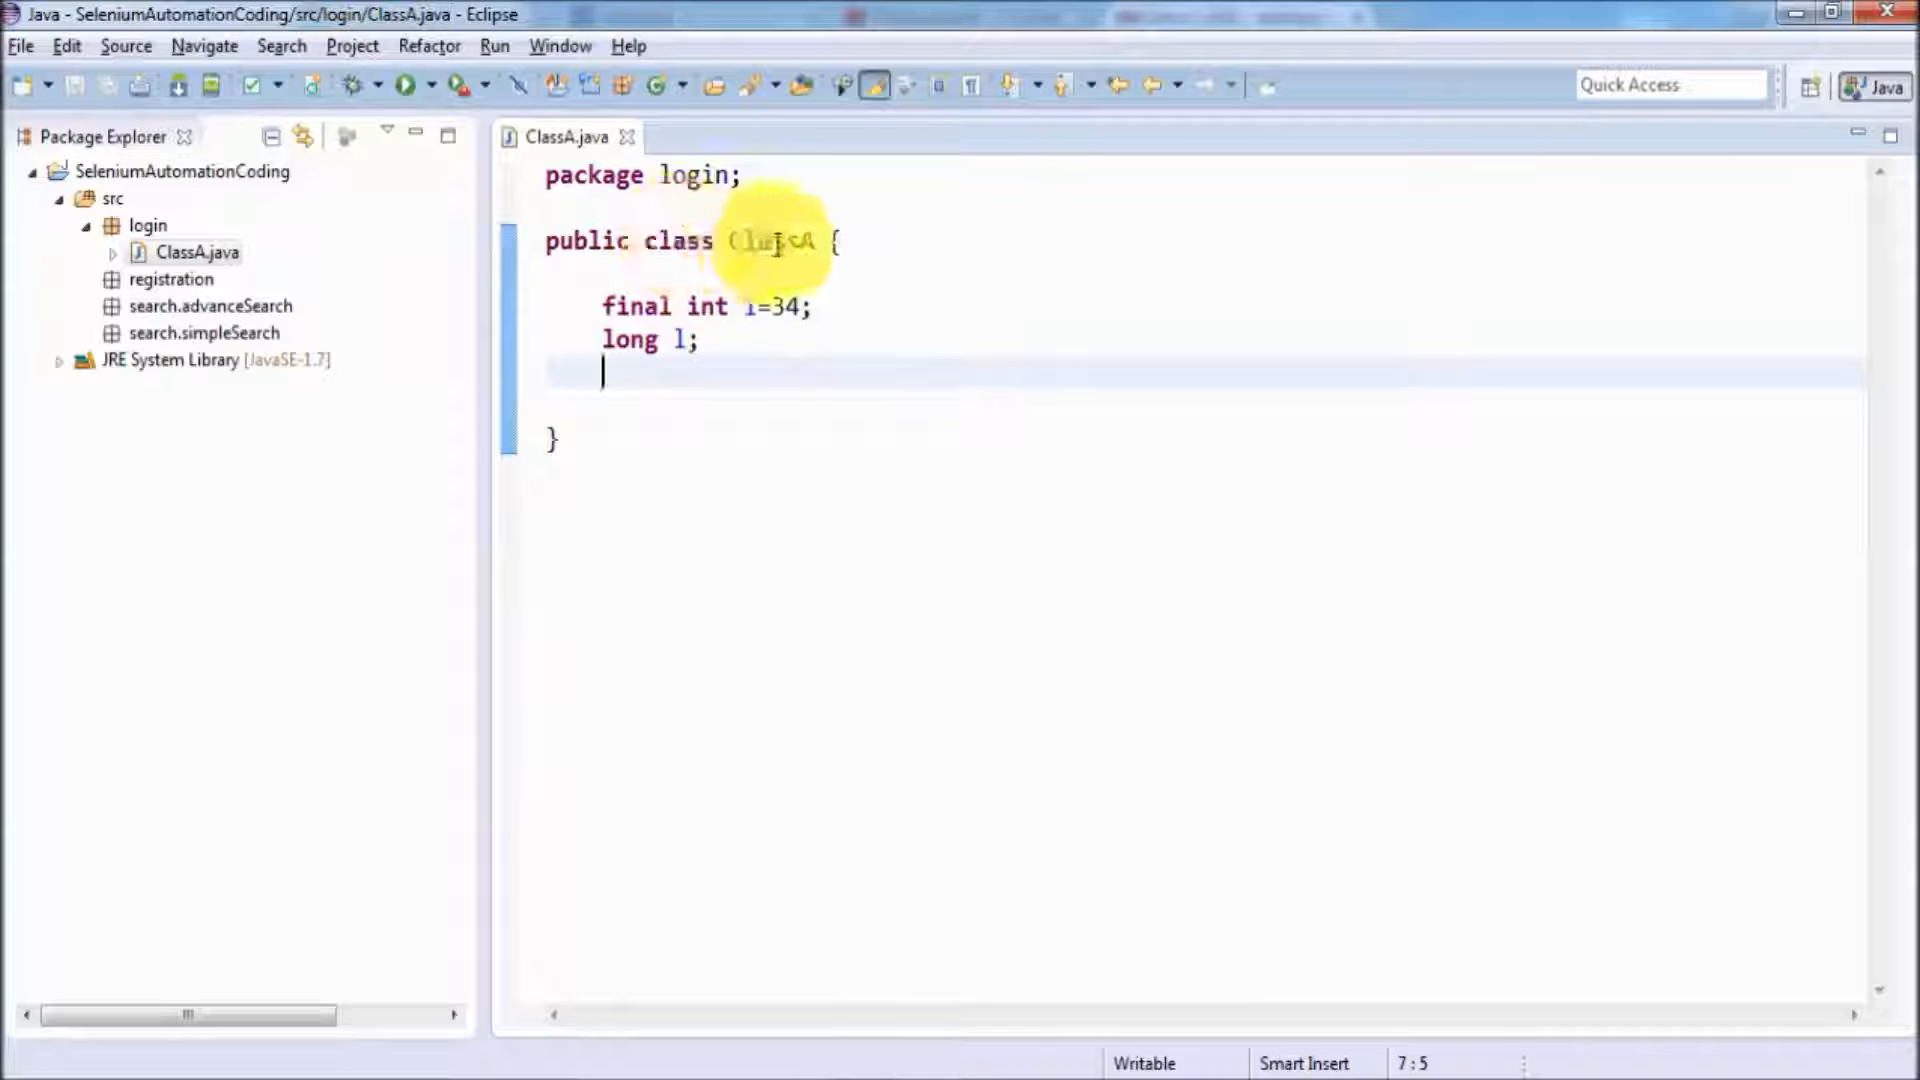 Java - SeleniumAutomationCoding/src/login/ClassA.java - Eclipse
File Edit Source Navigate Search Project Refactor Run Window Help
Quick Access
Java
Package Explorer
ClassA.java
SeleniumAutomationCoding
src
login
ClassA.java
registration
search.advanceSearch
search.simpleSearch
JRE System Library [JavaSE-1.7]
package login;
public class {
final int =34;
long l;
}
Writable
Smart Insert
7 : 5